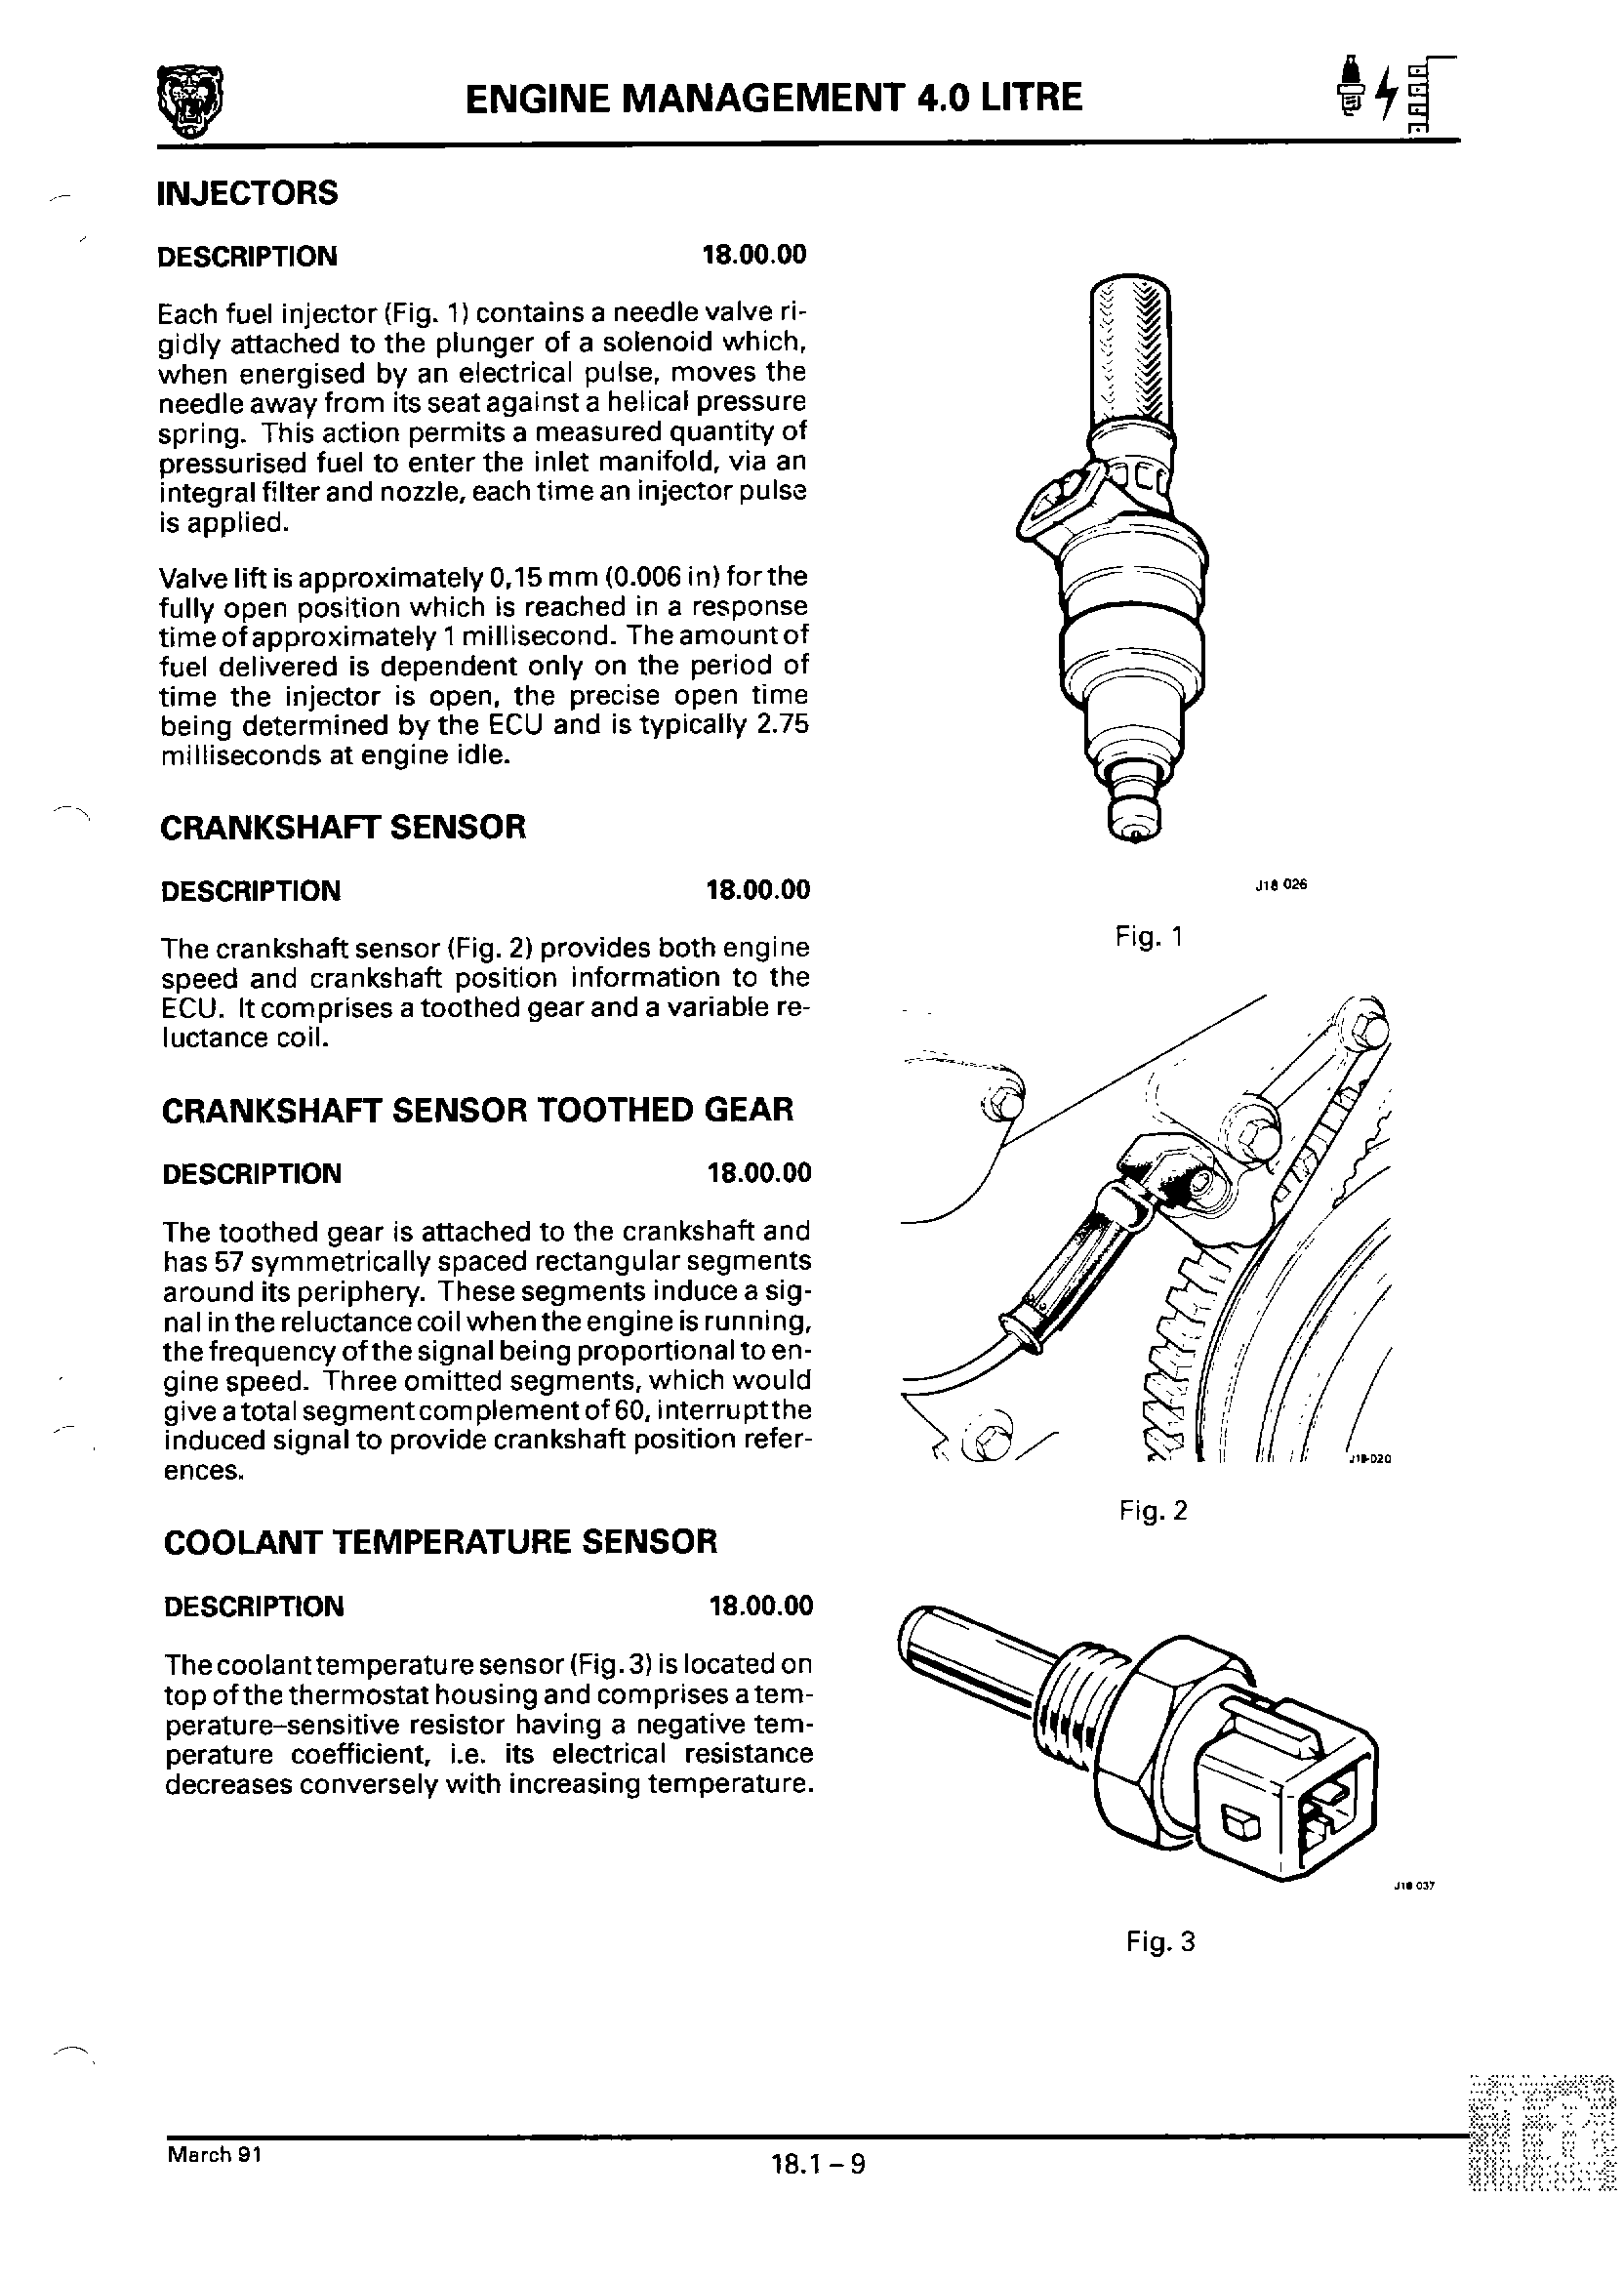 ENGINE MANAGEMENT 4.0 LITRE
INJECTORS
DESCRIPTION 18.00.00
Each fuel injector (Fig. 1) contains a needle valve ri-
gidly attached to the plunger of a solenoid which,
when energised by an electrical pulse, moves the
needle away from its seat against a helical pressure
spring. This action permits a measured quantity of
pressurised fuel to enter the inlet manifold, via an
integral filter and nozzle, each time an injector pulse
is applied.
Valve lift is approximately 0,15 mm (0.006 in) for the
fully open position which is reached in a response
time of approximately 1 millisecond. The amount of
fuel delivered is dependent only on the period of
time the injector is open, the precise open time
being determined by the ECU and is typically 2.75
milliseconds at engine idle.
CRANKSHAFT SENSOR
DESCRIPTION 18.00.00
The crankshaft sensor (Fig. 2) provides both engine
speed and crankshaft position information to the
ECU. It comprises a toothed gear and a variable re-
luctance coil.
CRANKSHAFT SENSOR TOOTHED GEAR
DESCRIPTION 18.00.00
The toothed gear is attached to the crankshaft and
has 57 symmetrically spaced rectangular segments
around its periphery. These segments induce a sig-
nal in the reluctance coil when the engine is running,
the frequency of the signal being proportional to en-
gine speed. Three omitted segments, which would
give a total segment complement of 60, interrupt the
induced signal to provide crankshaft position refer-
ences.
COOLANT TEMPERATURE SENSOR
DESCRIPTION 18.00.00
The coolant temperature sensor (Fig. 3) is located on
top of the thermostat housing and comprises a tem-
perature–sensitive resistor having a negative tem-
perature coefficient, i.e. its electrical resistance
decreases conversely with increasing temperature.
J18 026
Fig. 1
J18-020
Fig. 2
J18 037
Fig. 3
March 91
18.1 – 9